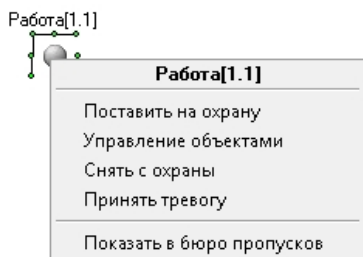 Работа[1.1]
Работа[1.1]
Поставить на охрану
Управление объектами
Снять с охраны
Принять тревогу
Показать в бюро пропусков